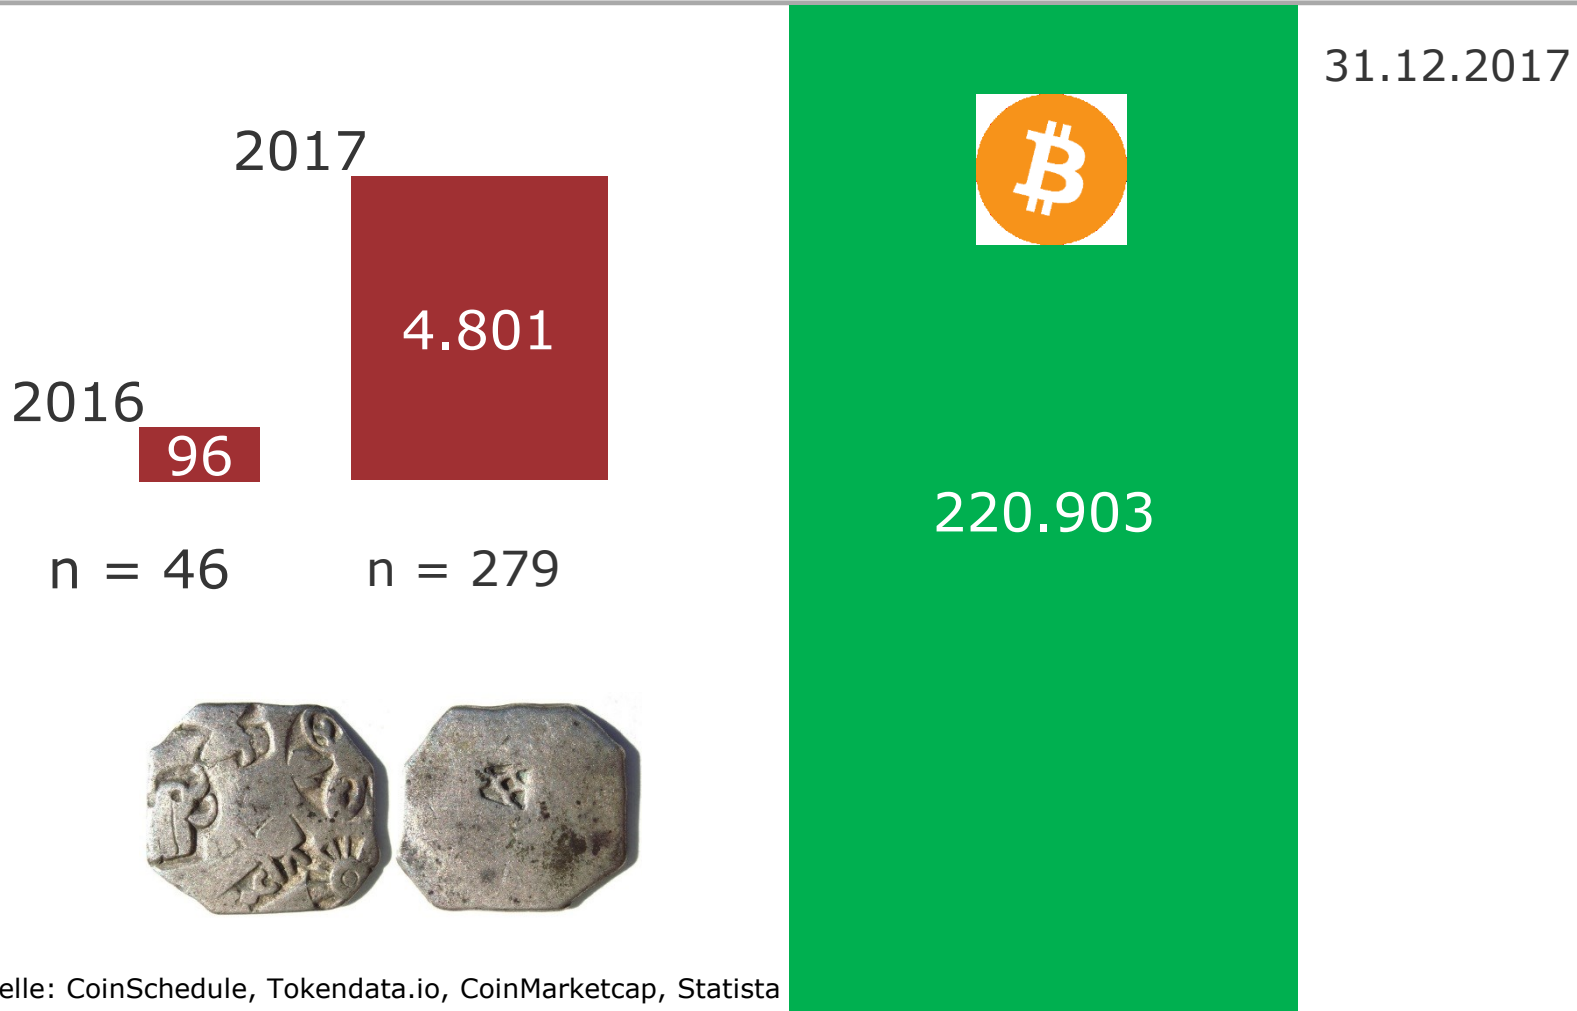 31.12.2017
2017
4.801
2016
96
220.903
n = 46
n = 279
elle: CoinSchedule, Tokendata.io, CoinMarketcap, Statista